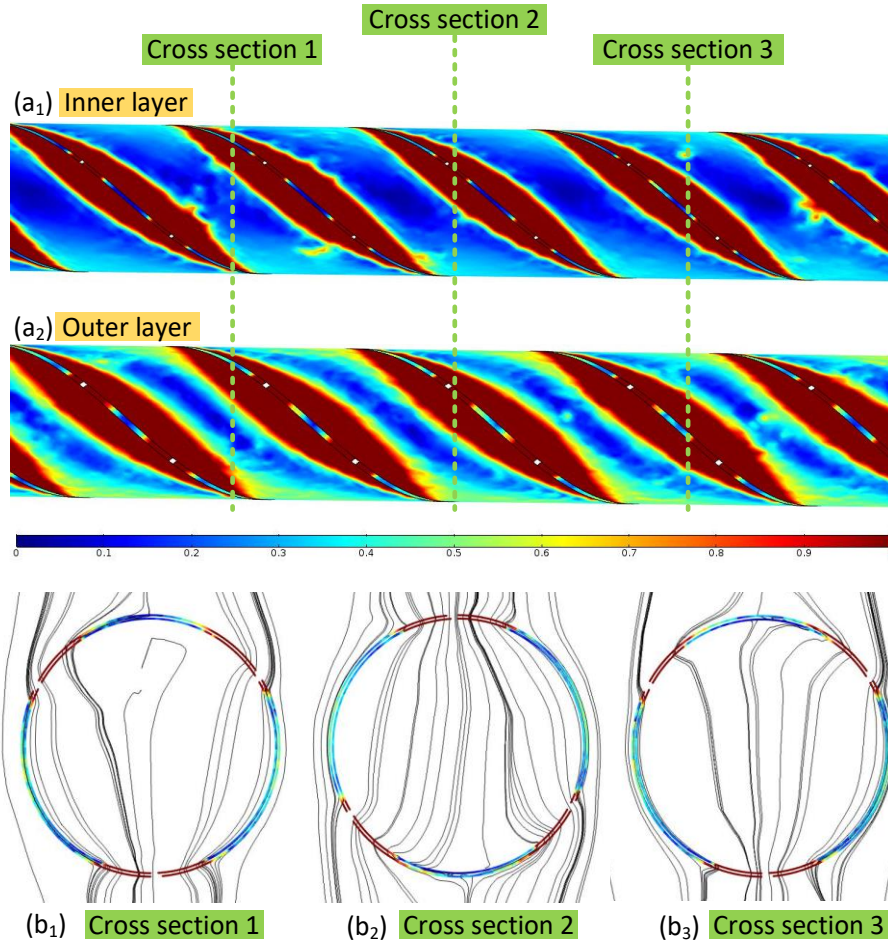 Cross section 2
Cross section 1
Cross section 3
(a₁) Inner layer
(a₂) Outer layer
0 0.1 0.2 0.3 0.4 0.5 0.6 0.7 0.8 0.9
(b₁) Cross section 1
(b₂) Cross section 2
(b₃) Cross section 3